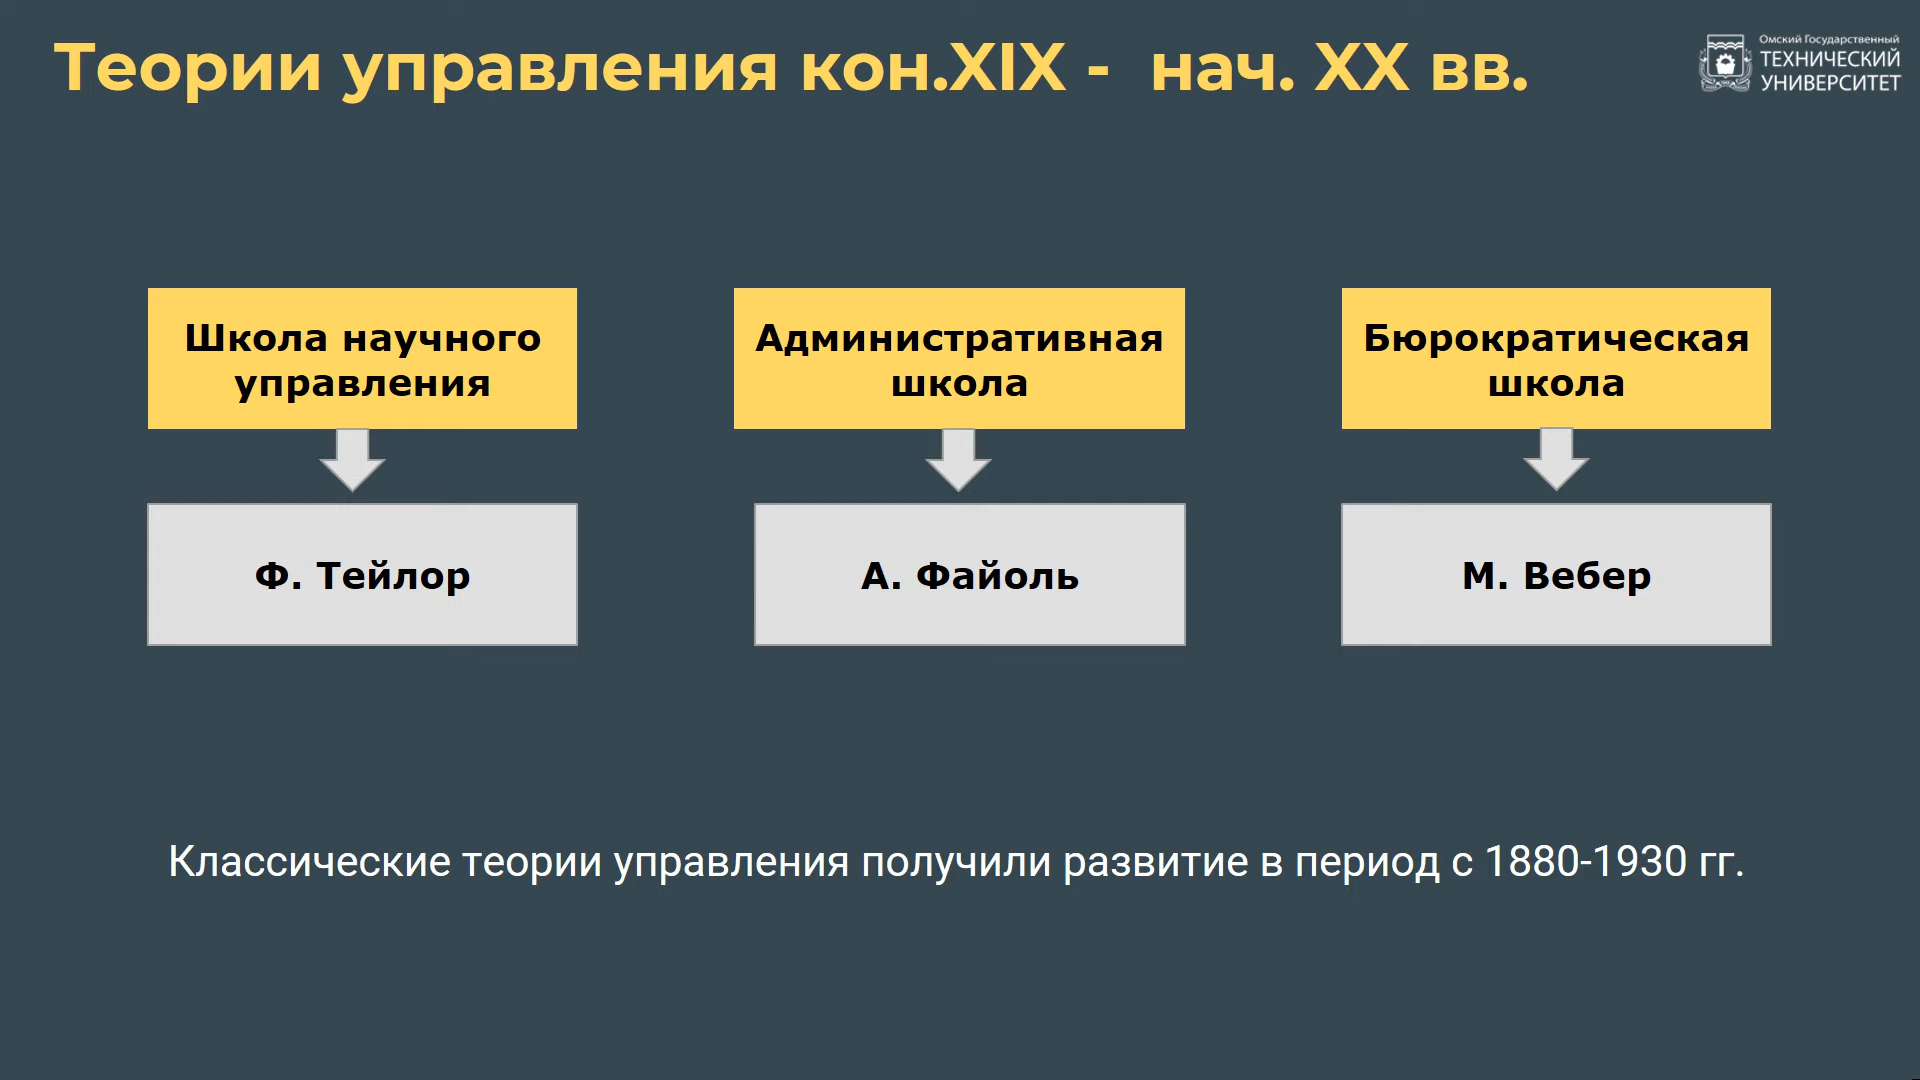 Теории управления кон.XIX -  нач. XX вв.
Омский Государственный
ТЕХНИЧЕСКИЙ
УНИВЕРСИТЕТ
Школа научного
управления
Административная
школа
Бюрократическая
школа
Ф. Тейлор
А. Файоль
М. Вебер
Классические теории управления получили развитие в период с 1880-1930 гг.